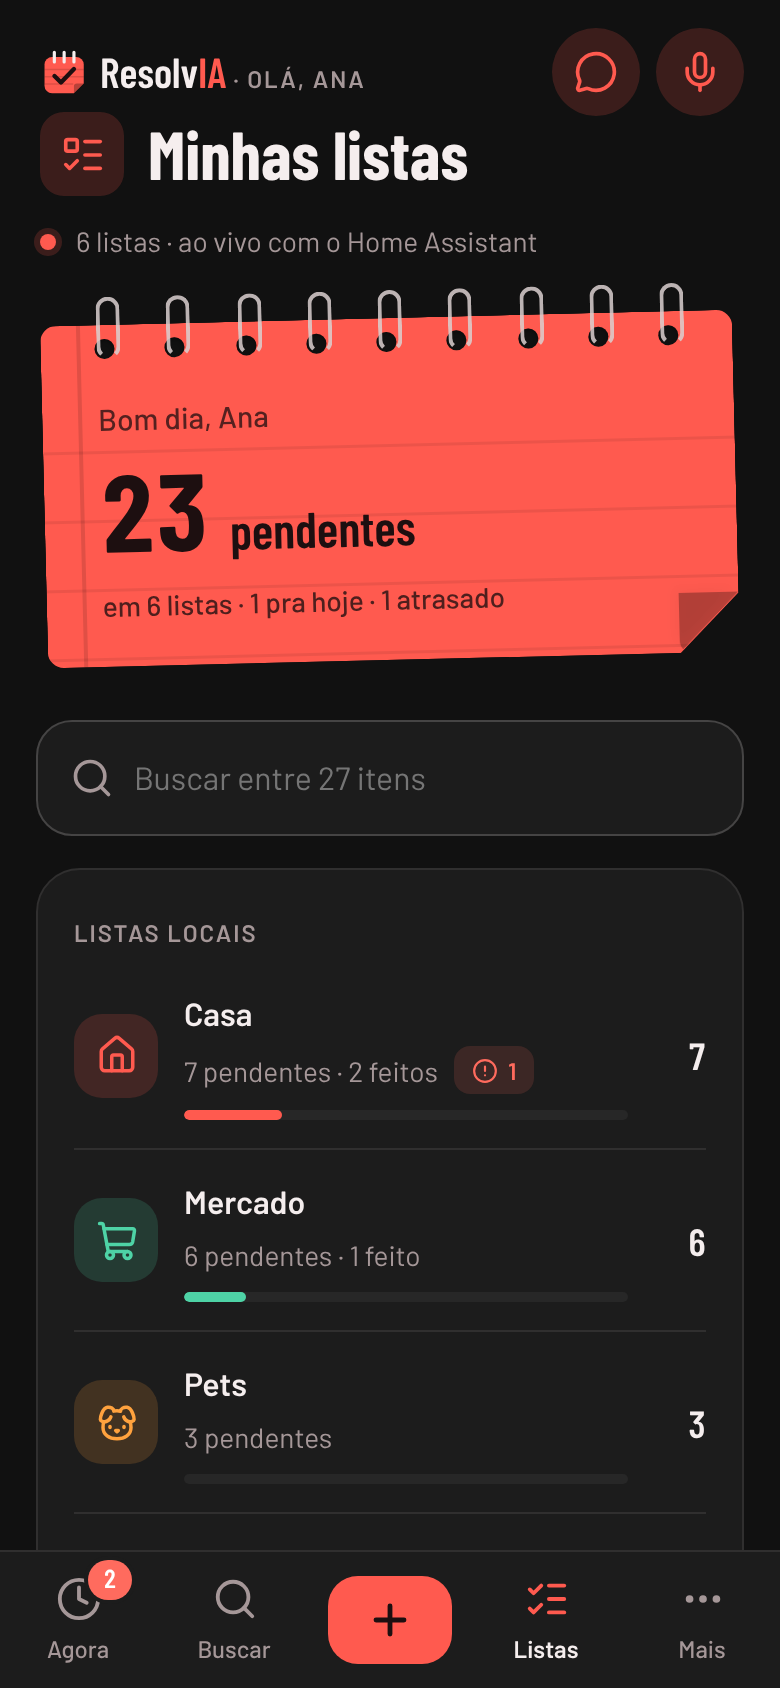 ResolvIA · OLÁ, ANA
Minhas listas
6 listas · ao vivo com o Home Assistant
Bom dia, Ana
23 pendentes
em 6 listas · 1 pra hoje · 1 atrasado
Buscar entre 27 itens
LISTAS LOCAIS
Casa
7 pendentes · 2 feitos 1
7
Mercado
6 pendentes · 1 feito
6
Pets
3 pendentes
3
2
Agora Buscar Listas Mais